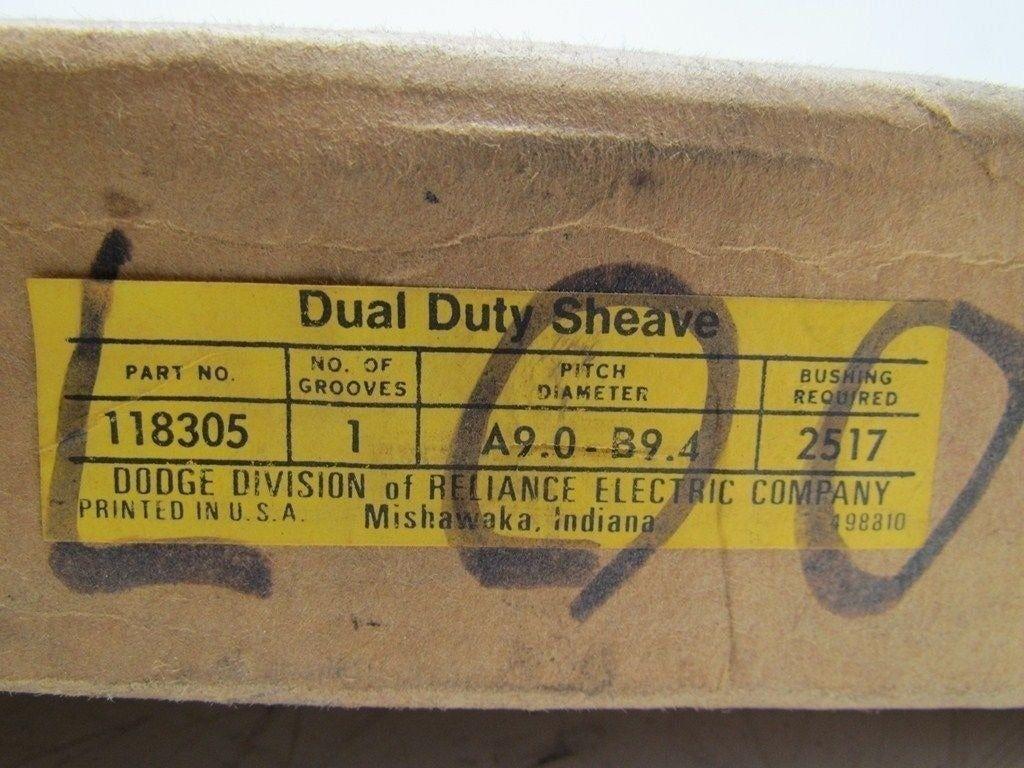 Dual Duty Sheave
PART NO. NO. OF GROOVES PITCH DIAMETER BUSHING REQUIRED
118305 1 A9.0 - B9.4 2517
DODGE DIVISION of RELIANCE ELECTRIC COMPANY
PRINTED IN U.S.A. Mishawaka, Indiana 498810